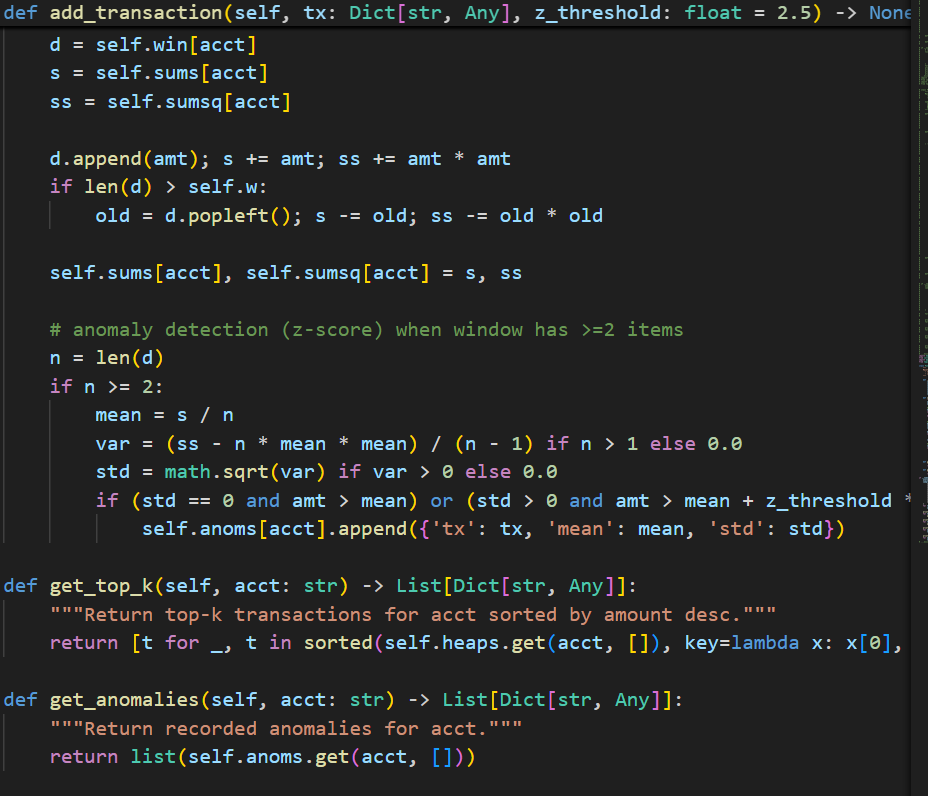 def add_transaction(self, tx: Dict[str, Any], z_threshold: float = 2.5) -> None
    d = self.win[acct]
    s = self.sums[acct]
    ss = self.sumsq[acct]

    d.append(amt); s += amt; ss += amt * amt
    if len(d) > self.w:
        old = d.popleft(); s -= old; ss -= old * old

    self.sums[acct], self.sumsq[acct] = s, ss

    # anomaly detection (z-score) when window has >=2 items
    n = len(d)
    if n >= 2:
        mean = s / n
        var = (ss - n * mean * mean) / (n - 1) if n > 1 else 0.0
        std = math.sqrt(var) if var > 0 else 0.0
        if (std == 0 and amt > mean) or (std > 0 and amt > mean + z_threshold *
            self.anoms[acct].append({'tx': tx, 'mean': mean, 'std': std})

def get_top_k(self, acct: str) -> List[Dict[str, Any]]:
    """Return top-k transactions for acct sorted by amount desc."""
    return [t for _, t in sorted(self.heaps.get(acct, []), key=lambda x: x[0],

def get_anomalies(self, acct: str) -> List[Dict[str, Any]]:
    """Return recorded anomalies for acct."""
    return list(self.anoms.get(acct, []))